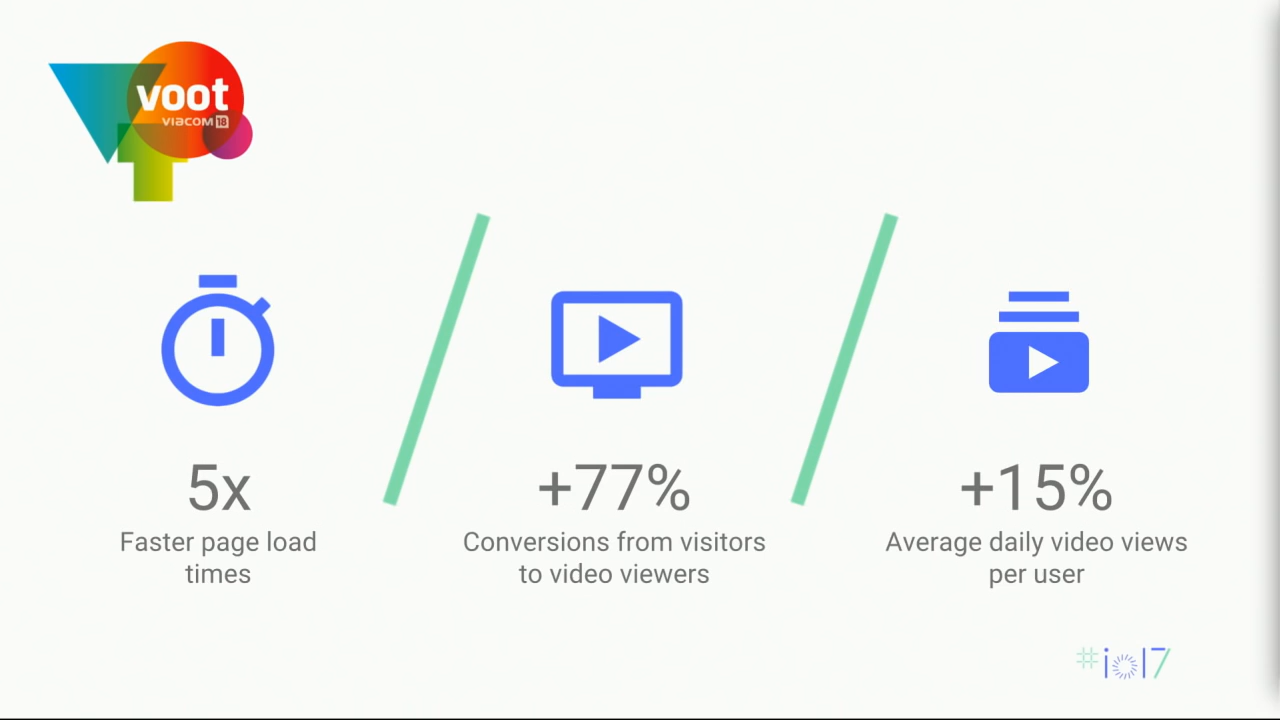 voot
VIACOM 18
5x
Faster page load
times
+77%
Conversions from visitors
to video viewers
+15%
Average daily video views
per user
#io17